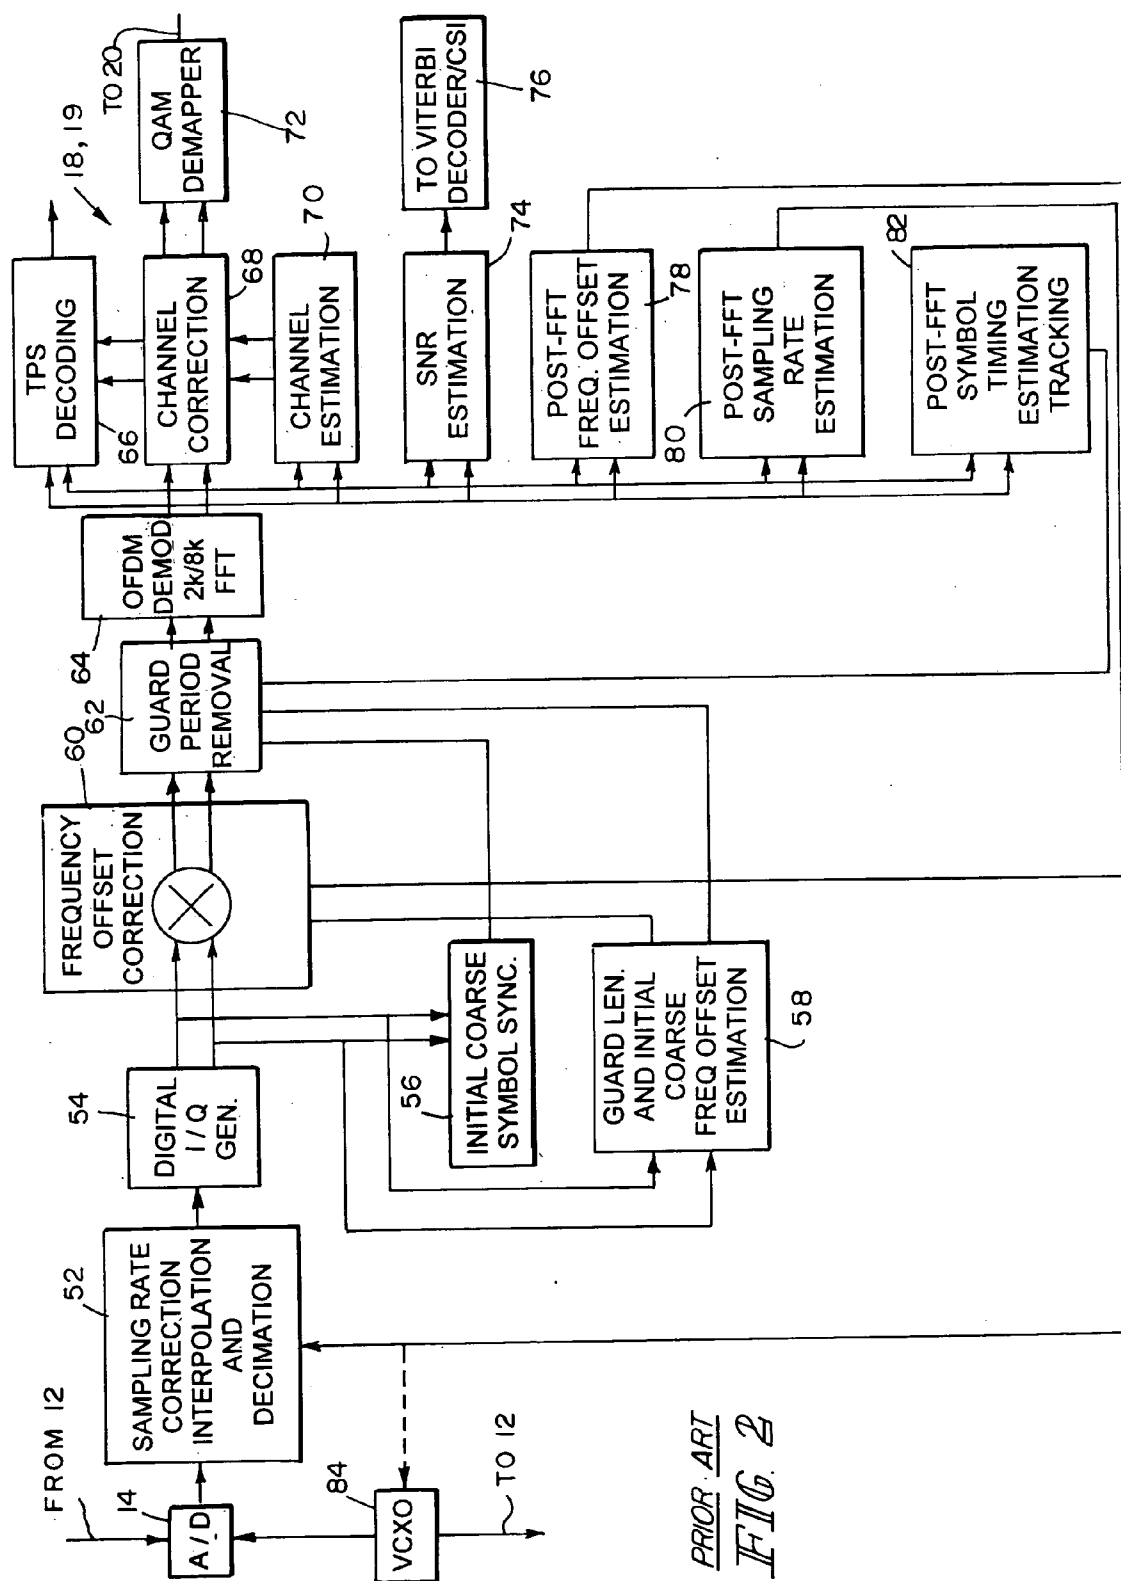 FROM 12
14
A/D
VCXO
84
TO 12
52
SAMPLING RATE
CORRECTION
INTERPOLATION
AND
DECIMATION
54
DIGITAL
I/Q
GEN.
56
INITIAL COARSE
SYMBOL SYNC.
GUARD LEN.
AND INITIAL
COARSE
FREQ OFFSET
ESTIMATION
58
60
FREQUENCY
OFFSET
CORRECTION
62
GUARD
PERIOD
REMOVAL
64
OFDM
DEMOD
2k/8k
FFT
TPS
DECODING
66
18, 19
CHANNEL
CORRECTION
68
CHANNEL
ESTIMATION
70
QAM
DEMAPPER
72
TO 20
SNR
ESTIMATION
74
TO VITERBI
DECODER/CSI
76
POST-FFT
FREQ. OFFSET
ESTIMATION
78
80
POST-FFT
SAMPLING
RATE
ESTIMATION
82
POST-FFT
SYMBOL
TIMING
ESTIMATION
TRACKING
PRIOR ART
FIG. 2